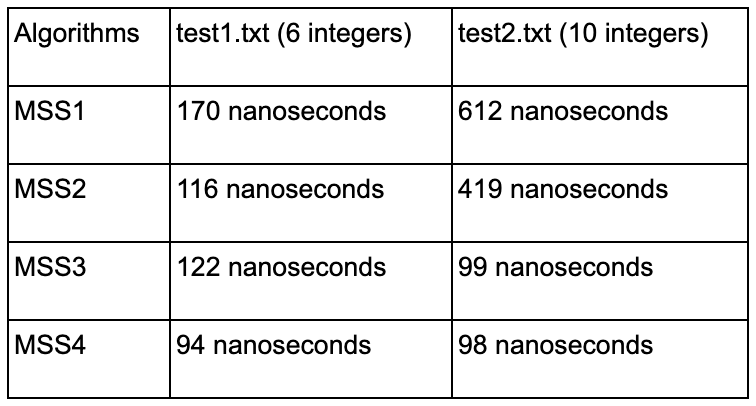 Algorithms test1.txt (6 integers) test2.txt (10 integers)
MSS1 170 nanoseconds 612 nanoseconds
MSS2 116 nanoseconds 419 nanoseconds
MSS3 122 nanoseconds 99 nanoseconds
MSS4 94 nanoseconds 98 nanoseconds